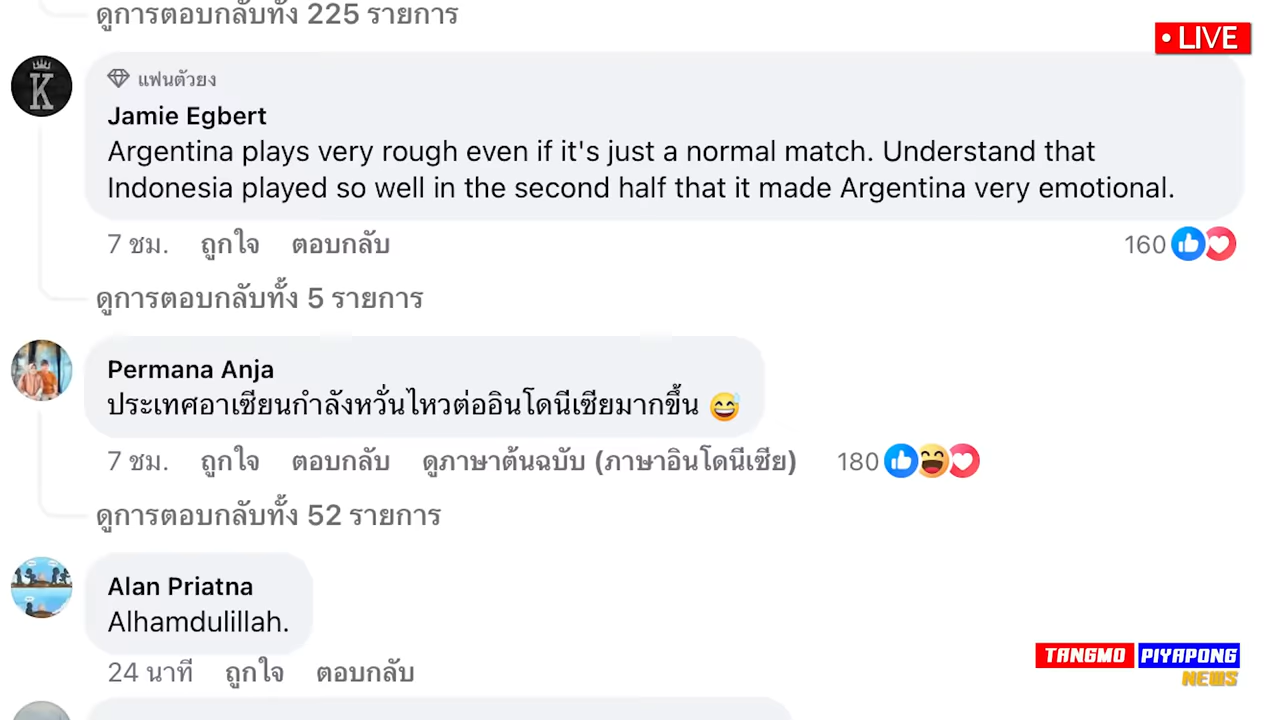 ดูการตอบกลับทั้ง 225 รายการ
• LIVE
แฟนตัวยง
Jamie Egbert
Argentina plays very rough even if it's just a normal match. Understand that
Indonesia played so well in the second half that it made Argentina very emotional.
7 ชม. ถูกใจ ตอบกลับ 160
ดูการตอบกลับทั้ง 5 รายการ
Permana Anja
ประเทศอาเซียนกำลังหวั่นไหวต่ออินโดนีเซียมากขึ้น 😅
7 ชม. ถูกใจ ตอบกลับ ดูภาษาต้นฉบับ (ภาษาอินโดนีเซีย) 180
ดูการตอบกลับทั้ง 52 รายการ
Alan Priatna
Alhamdulillah.
24 นาที ถูกใจ ตอบกลับ
TANGMO PIYAPONG
NEWS
K